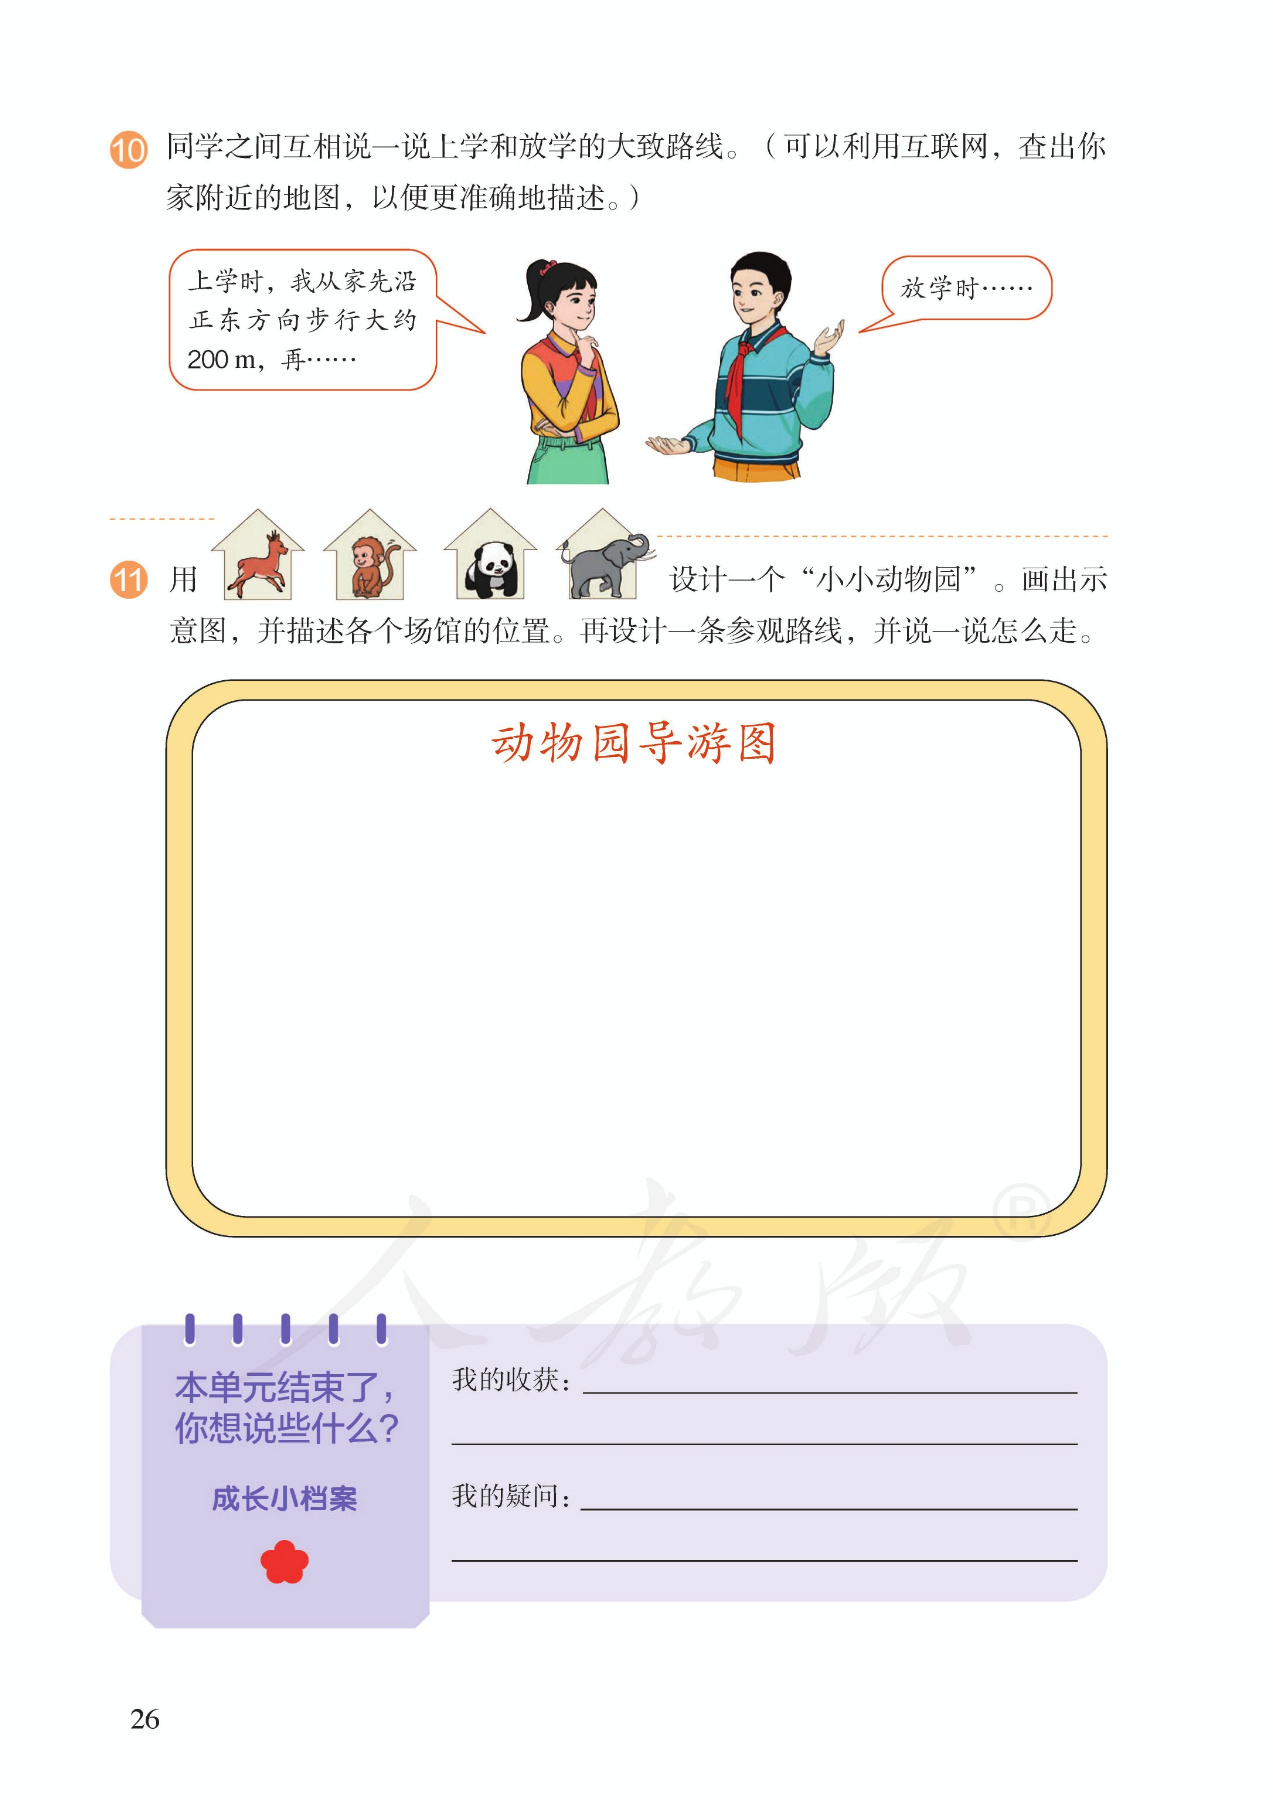 10 同学之间互相说一说上学和放学的大致路线。（可以利用互联网，查出你
家附近的地图，以便更准确地描述。）
上学时，我从家先沿
正东方向步行大约
200 m，再……
放学时……
11 用 设计一个“小小动物园”。画出示
意图，并描述各个场馆的位置。再设计一条参观路线，并说一说怎么走。
动物园导游图
人教版®
本单元结束了，
你想说些什么？
成长小档案
我的收获：
我的疑问：
26